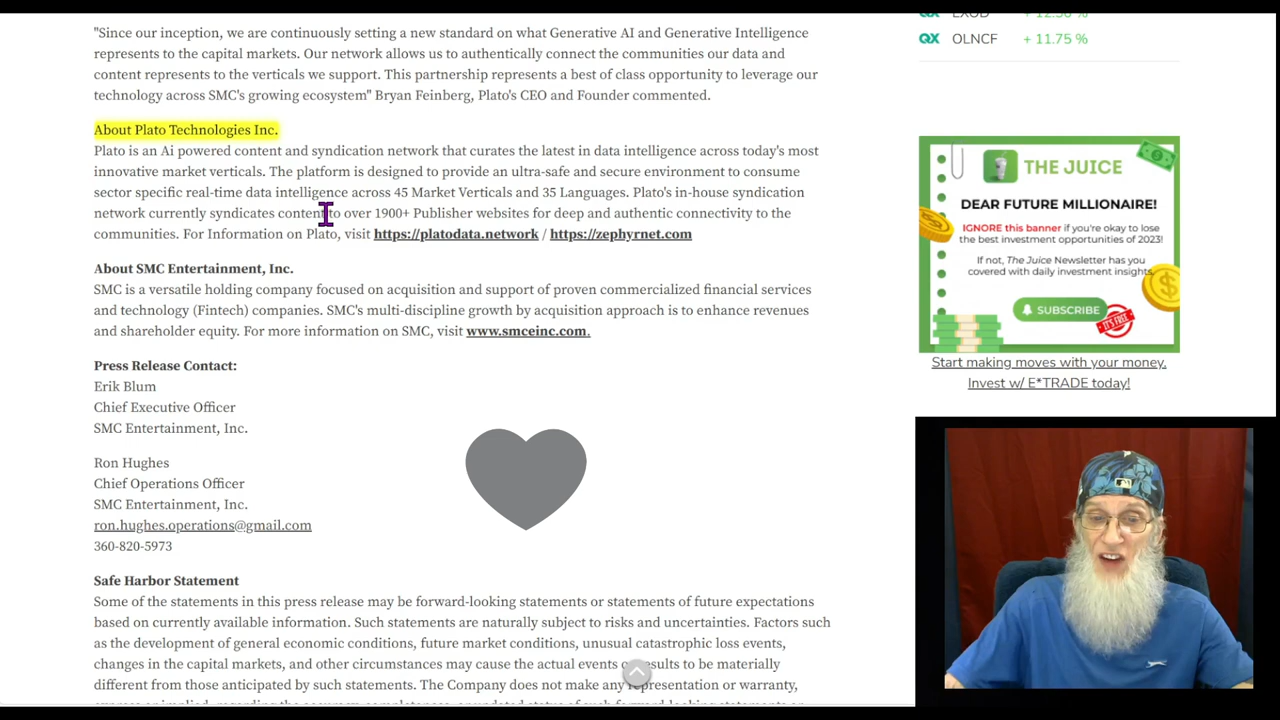 "Since our inception, we are continuously setting a new standard on what Generative AI and Generative Intelligence
represents to the capital markets. Our network allows us to authentically connect the communities our data and
content represents to the verticals we support. This partnership represents a best of class opportunity to leverage our
technology across SMC's growing ecosystem" Bryan Feinberg, Plato's CEO and Founder commented.
About Plato Technologies Inc.
Plato is an Ai powered content and syndication network that curates the latest in data intelligence across today's most
innovative market verticals. The platform is designed to provide an ultra-safe and secure environment to consume
sector specific real-time data intelligence across 45 Market Verticals and 35 Languages. Plato's in-house syndication
network currently syndicates content to over 1900+ Publisher websites for deep and authentic connectivity to the
communities. For Information on Plato, visit https://platodata.network / https://zephyrnet.com
About SMC Entertainment, Inc.
SMC is a versatile holding company focused on acquisition and support of proven commercialized financial services
and technology (Fintech) companies. SMC's multi-discipline growth by acquisition approach is to enhance revenues
and shareholder equity. For more information on SMC, visit www.smceinc.com.
Press Release Contact:
Erik Blum
Chief Executive Officer
SMC Entertainment, Inc.
Ron Hughes
Chief Operations Officer
SMC Entertainment, Inc.
ron.hughes.operations@gmail.com
360-820-5973
Safe Harbor Statement
Some of the statements in this press release may be forward-looking statements or statements of future expectations
based on currently available information. Such statements are naturally subject to risks and uncertainties. Factors such
as the development of general economic conditions, future market conditions, unusual catastrophic loss events,
changes in the capital markets, and other circumstances may cause the actual events or results to be materially
different from those anticipated by such statements. The Company does not make any representation or warranty,
QX EXOD + 12.50 %
QX OLNCF + 11.75 %
THE JUICE
DEAR FUTURE MILLIONAIRE!
IGNORE this banner if you're okay to lose
the best investment opportunities of 2023!
If not, The Juice Newsletter has you
covered with daily investment insights.
SUBSCRIBE
IT'S FREE
Start making moves with your money.
Invest w/ E*TRADE today!